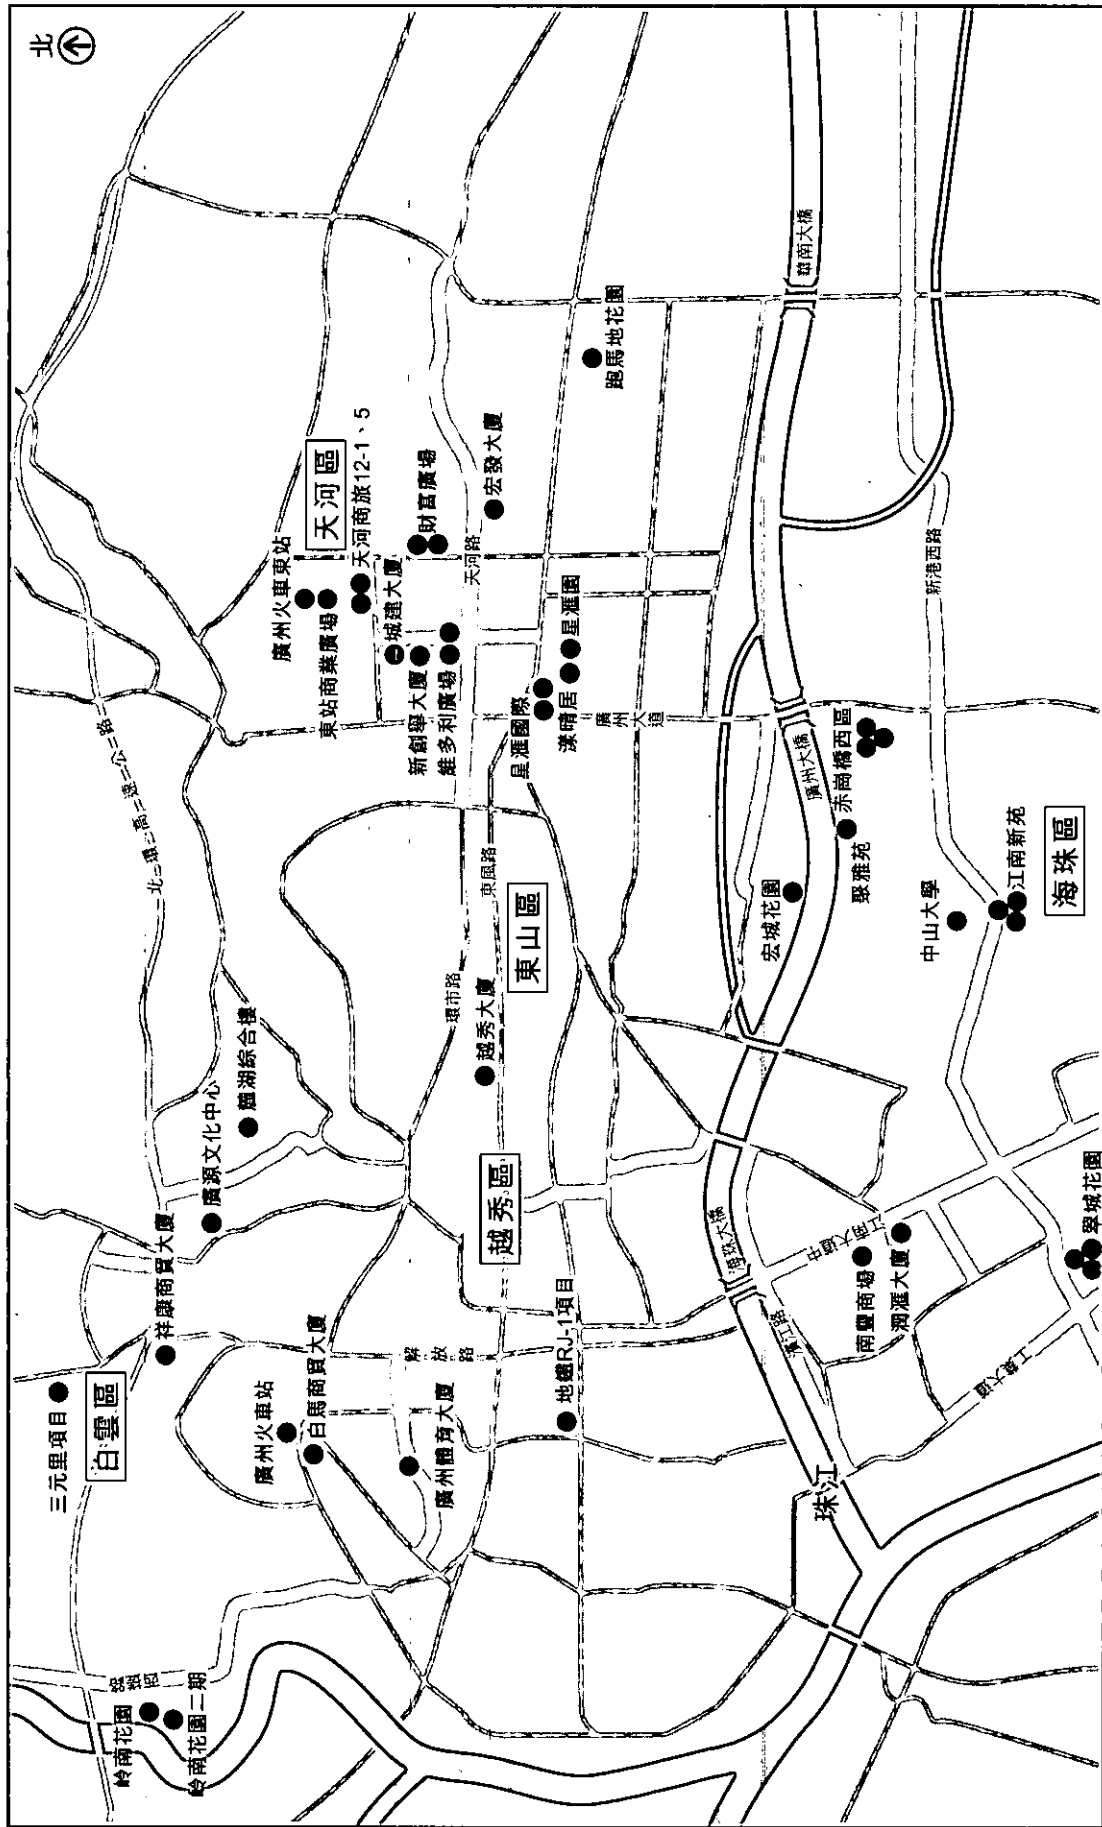 北
天河區
廣州火車東站
東站商業廣場
天河商旅12-1、5
城建大廈
財富廣場
新創舉大廈
維多利廣場
天河路
宏發大廈
星滙國際
漾晴居
星滙園
廣州大道
跑馬地花園
華南大橋
北二環高速公路
環市路
東風路
東山區
越秀大廈
麓湖綜合樓
廣源文化中心
越秀區
祥康商貿大廈
三元里項目
白雲區
廣州火車站
白馬商貿大廈
解放路
廣州體育大廈
地鐵RJ-1項目
嶺南花園
嶺南花園二期
珠江
海珠大橋
濱江路
江南大道中
南豐商場
潤滙大廈
工業大道
翠城花園
宏城花園
聚雅苑
廣州大橋
赤崗橋西區
中山大學
江南新苑
海珠區
新港西路